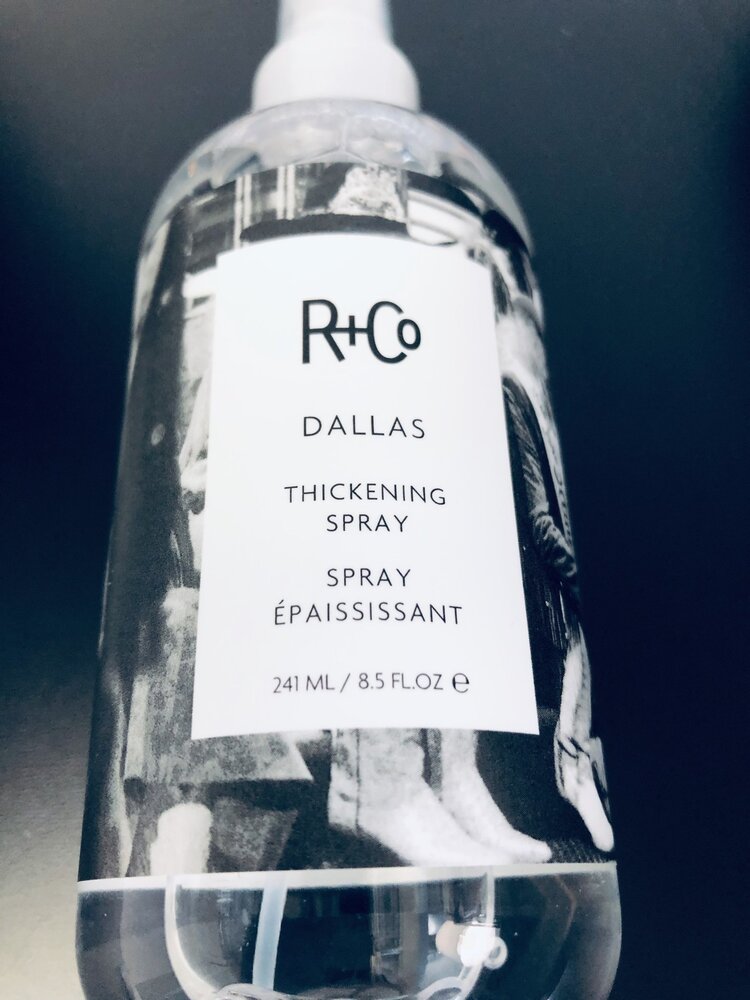 R+Co
DALLAS
THICKENING
SPRAY
SPRAY
ÉPAISSISSANT
241 ML / 8.5 FL.OZ ℮